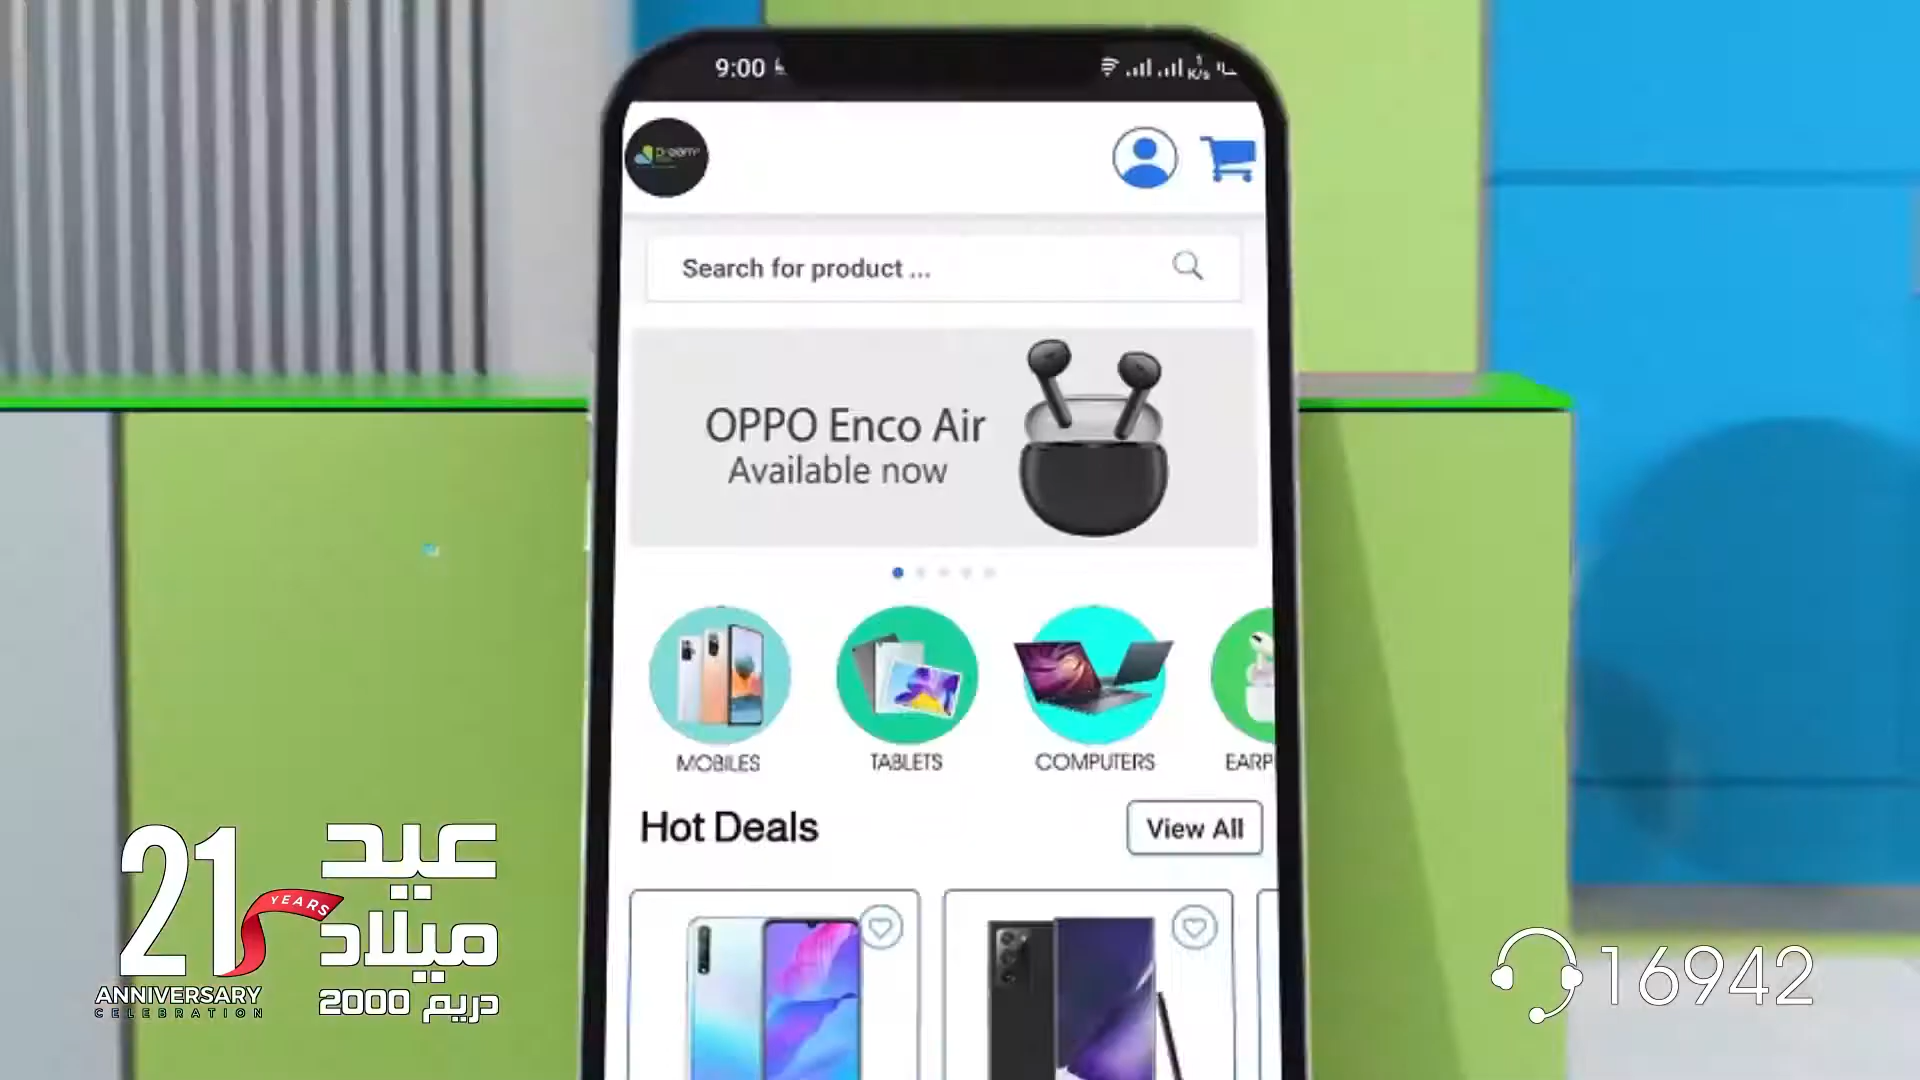 9:00
K/s
Dream
Search for product ...
OPPO Enco Air
Available now
MOBILES
TABLETS
COMPUTERS
EARP
Hot Deals
View All
21
YEARS
ANNIVERSARY
CELEBRATION
عيد
ميلاد
دريم 2000
16942